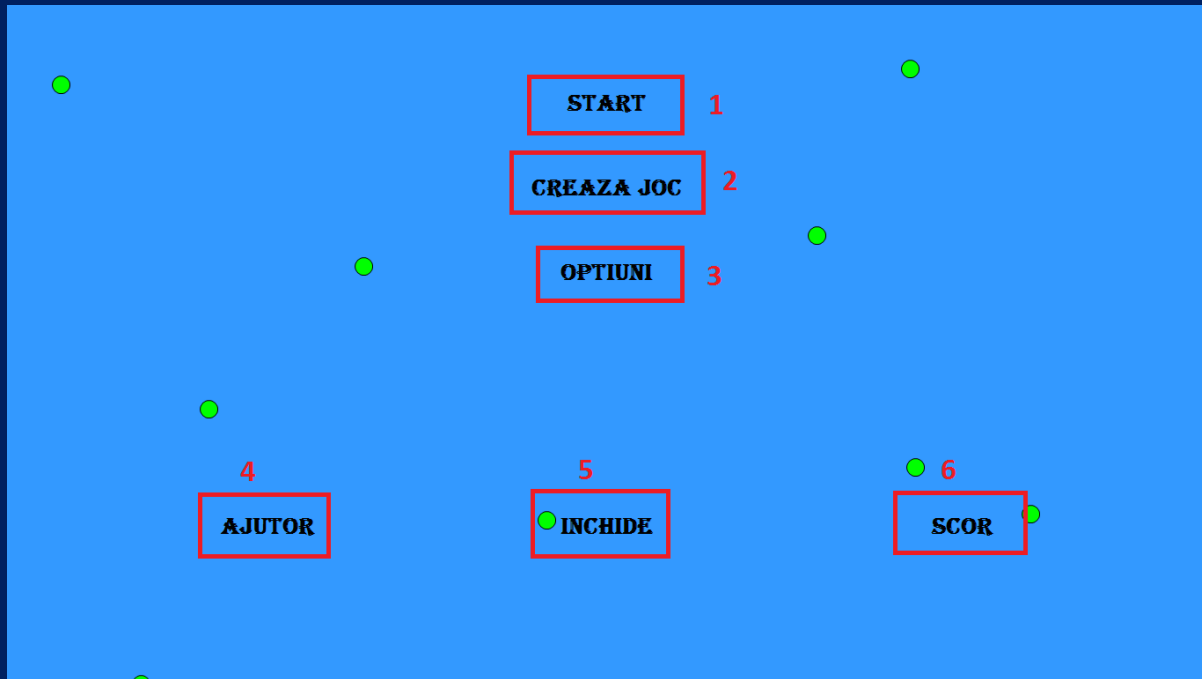 START 1
CREAZA JOC 2
OPTIUNI 3
4 5 6
AJUTOR INCHIDE SCOR